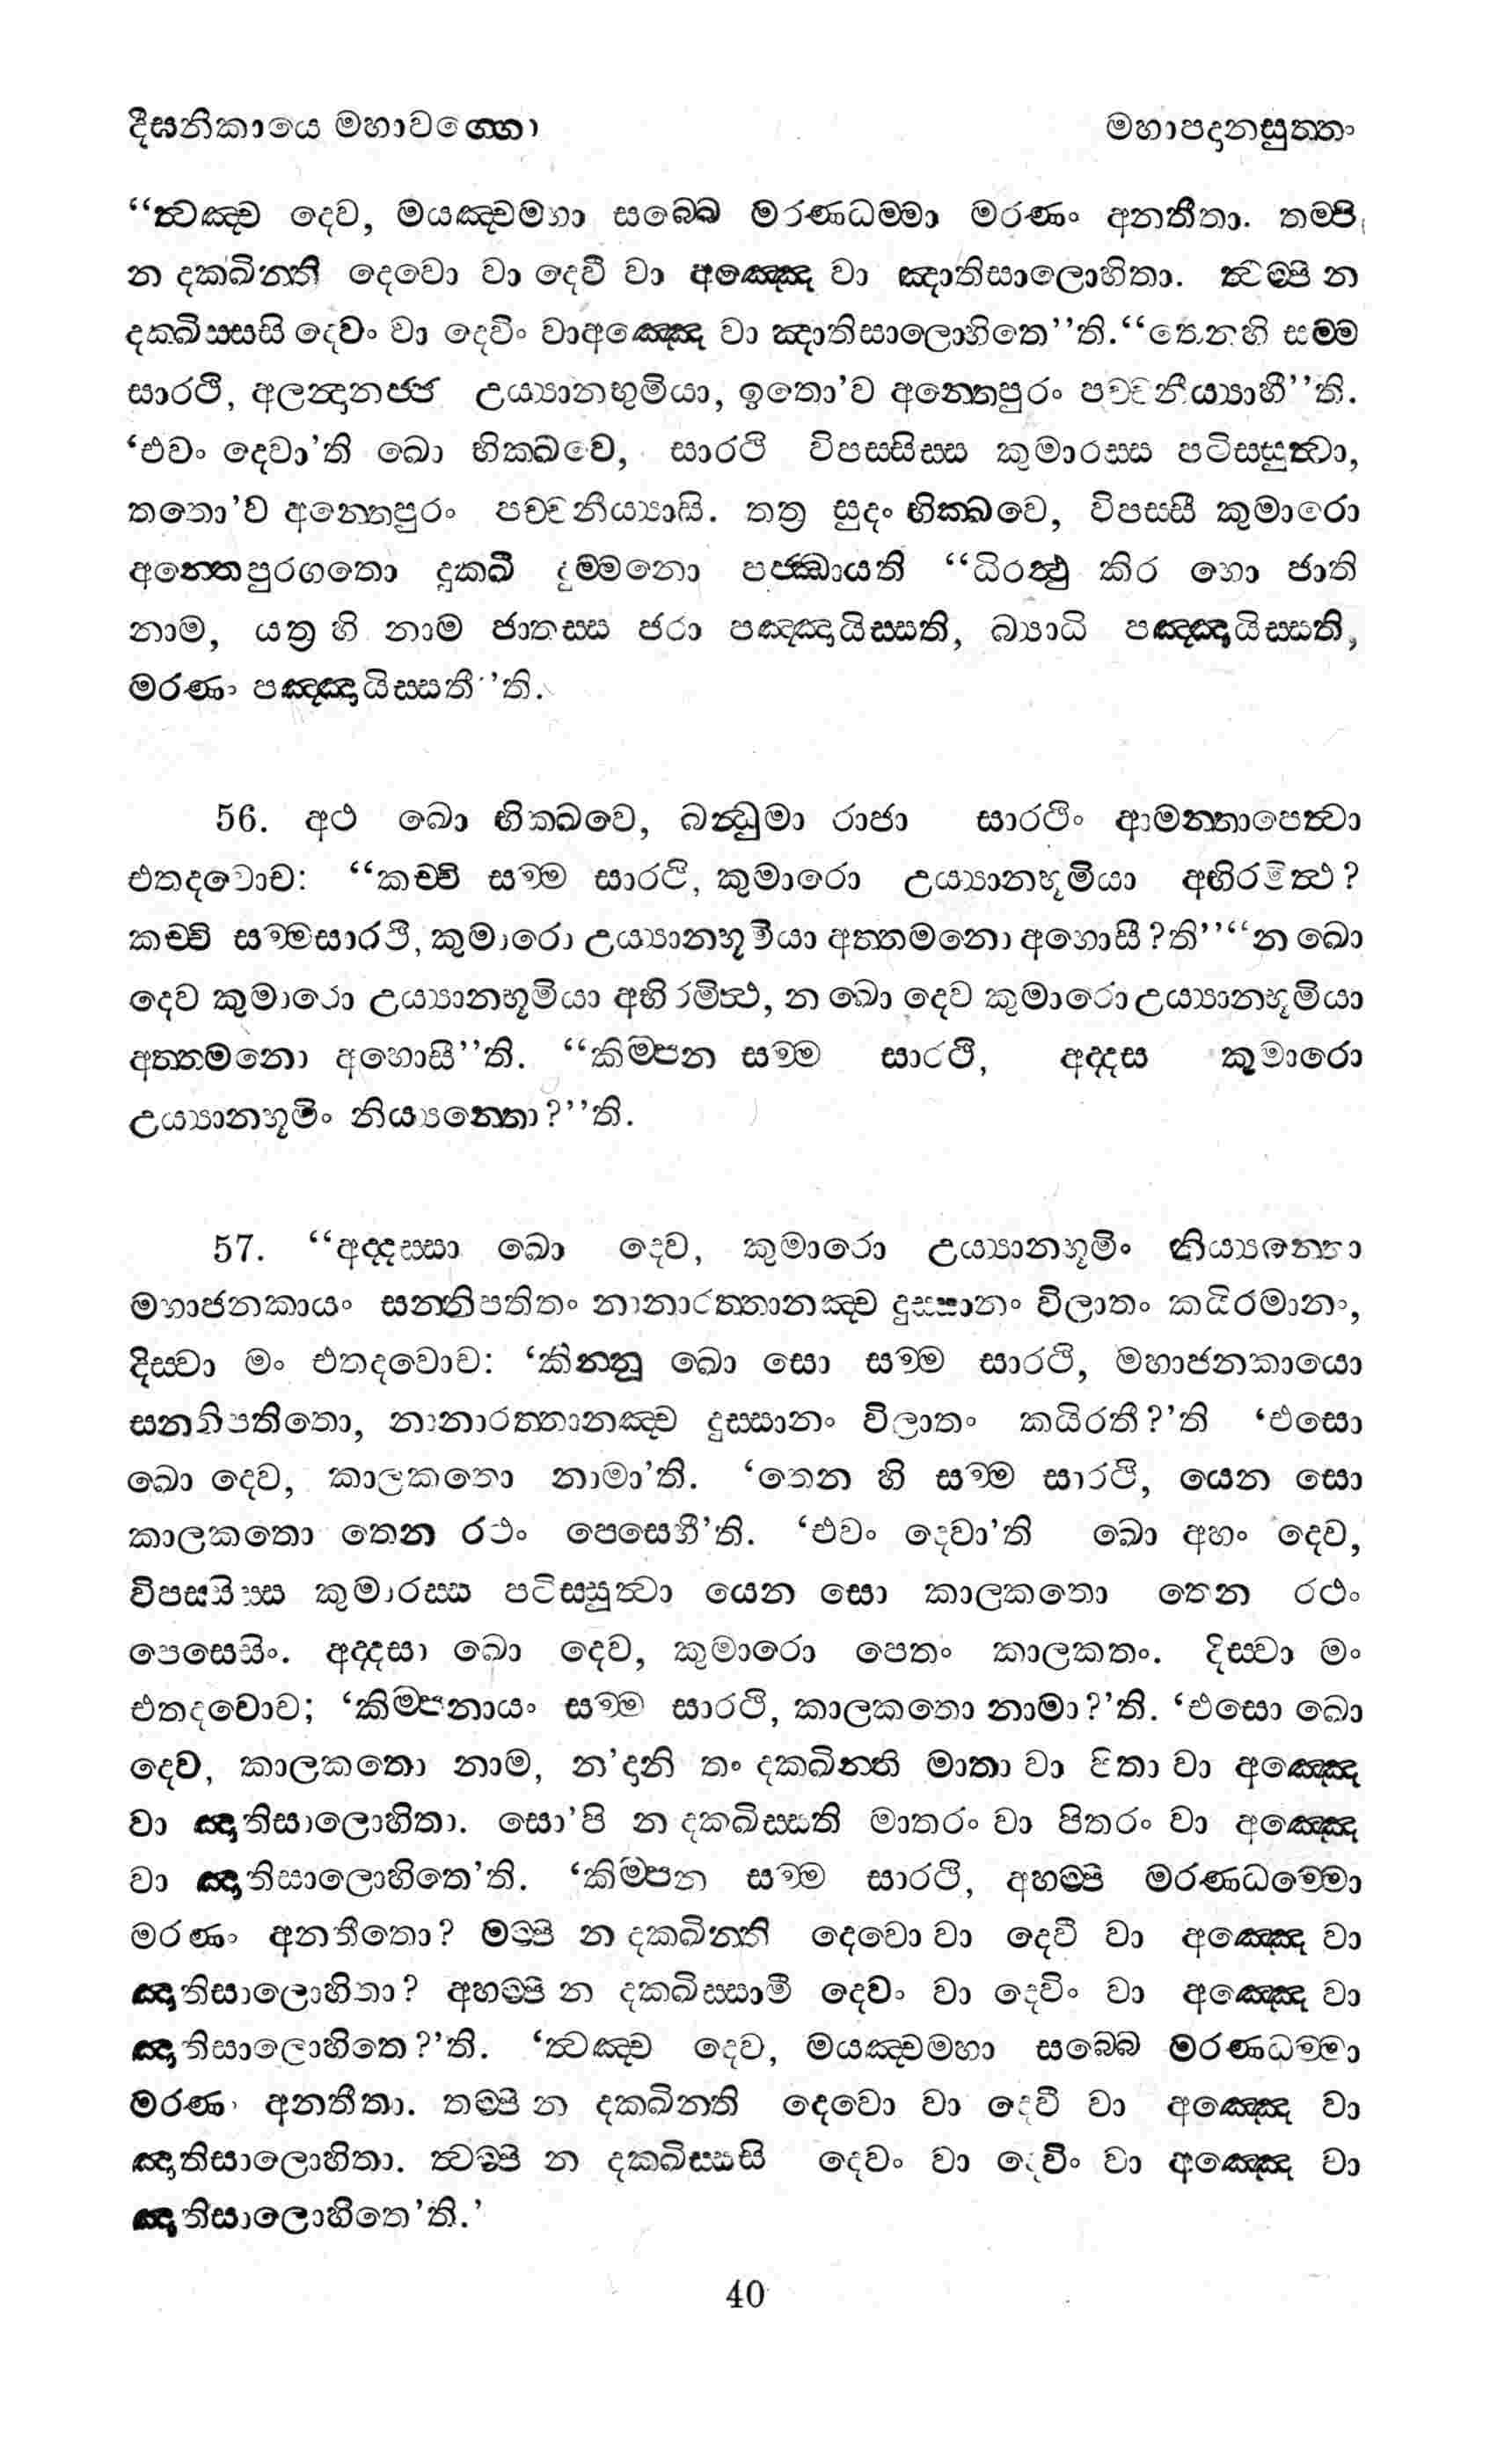 දීඝනිකායෙ මහාවග්ගො මහාපදානසුත්තං
“ත්වඤ්ච දෙව, මයඤ්චමහා සබ්බෙ මරණධම්මා මරණං අනතීතා. තම්පි
න දක්ඛින්ති දෙවො වා දෙවී වා අඤ්ඤෙ වා ඤාතිසාලොහිතා. ත්වම්පි න
දක්ඛිස්සසි දෙවං වා දෙවිං වාඅඤ්ඤෙ වා ඤාතිසාලොහිතෙ’’ති.“තෙනහි සම්ම
සාරථි, අලන්දානජ්ජ උය්‍යානභුමියා, ඉතො’ව අන්තෙපුරං පච්චනීය්‍යාහී’’ති.
‘එවං දෙවා’ති ඛො භික්ඛවෙ, සාරථි විපස්සිස්ස කුමාරස්ස පටිස්සුත්වා,
තතො’ව අන්තෙපුරං පච්චනීය්‍යාසි. තත්‍ර සුදං භික්ඛවෙ, විපස්සී කුමාරො
අන්තෙපුරගතො දුක්ඛී දුම්මනො පජ්ඣායති “ධිරත්ථු කිර හො ජාති
නාම, යත්‍ර හි නාම ජාතස්ස ජරා පඤ්ඤායිස්සති, බ්‍යාධි පඤ්ඤායිස්සති,
මරණං පඤ්ඤායිස්සතී’’ති.
56. අථ ඛො භික්ඛවෙ, බන්ධුමා රාජා සාරථිං ආමන්තාපෙත්වා
එතදවොච: “කච්චි සම්ම සාරථි, කුමාරො උය්‍යානභූමියා අභිරමිත්ථ?
කච්චි සම්මසාරථි, කුමාරො උය්‍යානභූමියා අත්තමනො අහොසී?ති’’“න ඛො
දෙව කුමාරො උය්‍යානභූමියා අභිරමිත්ථ, න ඛො දෙව කුමාරො උය්‍යානභූමියා
අත්තමනො අහොසී’’ති. “කිම්පන සම්ම සාරථි, අද්දස කුමාරො
උය්‍යානභූමිං නිය්‍යන්තො?’’ති.
57. “අද්දස්සා ඛො දෙව, කුමාරො උය්‍යානභූමිං නිය්‍යන්තො
මහාජනකායං සන්නිපතිතං නානාරත්තානඤ්ච දුස්සානං විලාතං කයිරමානං,
දිස්වා මං එතදවොච: ‘කින්නූ ඛො සො සම්ම සාරථි, මහාජනකායො
සන්නිපතිතො, නානාරත්තානඤ්ච දුස්සානං විලාතං කයිරතී?’ති ‘එසො
ඛො දෙව, කාලකතො නාමා’ති. ‘තෙන හි සම්ම සාරථි, යෙන සො
කාලකතො තෙන රථං පෙසෙහී’ති. ‘එවං දෙවා’ති ඛො අහං දෙව,
විපස්සිස්ස කුමාරස්ස පටිස්සූත්වා යෙන සො කාලකතො තෙන රථං
පෙසෙසිං. අද්දසා ඛො දෙව, කුමාරො පෙතං කාලකතං. දිස්වා මං
එතදවොච; ‘කිම්පනායං සම්ම සාරථි, කාලකතො නාමා?’ති. ‘එසො ඛො
දෙව, කාලකතො නාම, න’දානි තං දක්ඛින්ති මාතා වා පිතා වා අඤ්ඤෙ
වා ඤාතිසාලොහිතා. සො’පි න දක්ඛිස්සති මාතරං වා පිතරං වා අඤ්ඤෙ
වා ඤාතිසාලොහිතෙ’ති. ‘කිම්පන සම්ම සාරථි, අහම්පි මරණධම්මො
මරණං අනතීතො? මම්පි න දක්ඛින්ති දෙවො වා දෙවී වා අඤ්ඤෙ වා
ඤාතිසාලොහිතා? අහම්පි න දක්ඛිස්සාමි දෙවං වා දෙවිං වා අඤ්ඤෙ වා
ඤාතිසාලොහිතෙ?’ති. ‘ත්වඤ්ච දෙව, මයඤ්චමහා සබ්බෙ මරණධම්මා
මරණං අනතීතා. තම්පි න දක්ඛිනති දෙවො වා දෙවී වා අඤ්ඤෙ වා
ඤාතිසාලොහිතා. ත්වම්පි න දක්ඛිස්සසි දෙවං වා දෙවිං වා අඤ්ඤෙ වා
ඤාතිසාලොහිතෙ’ති.’
40